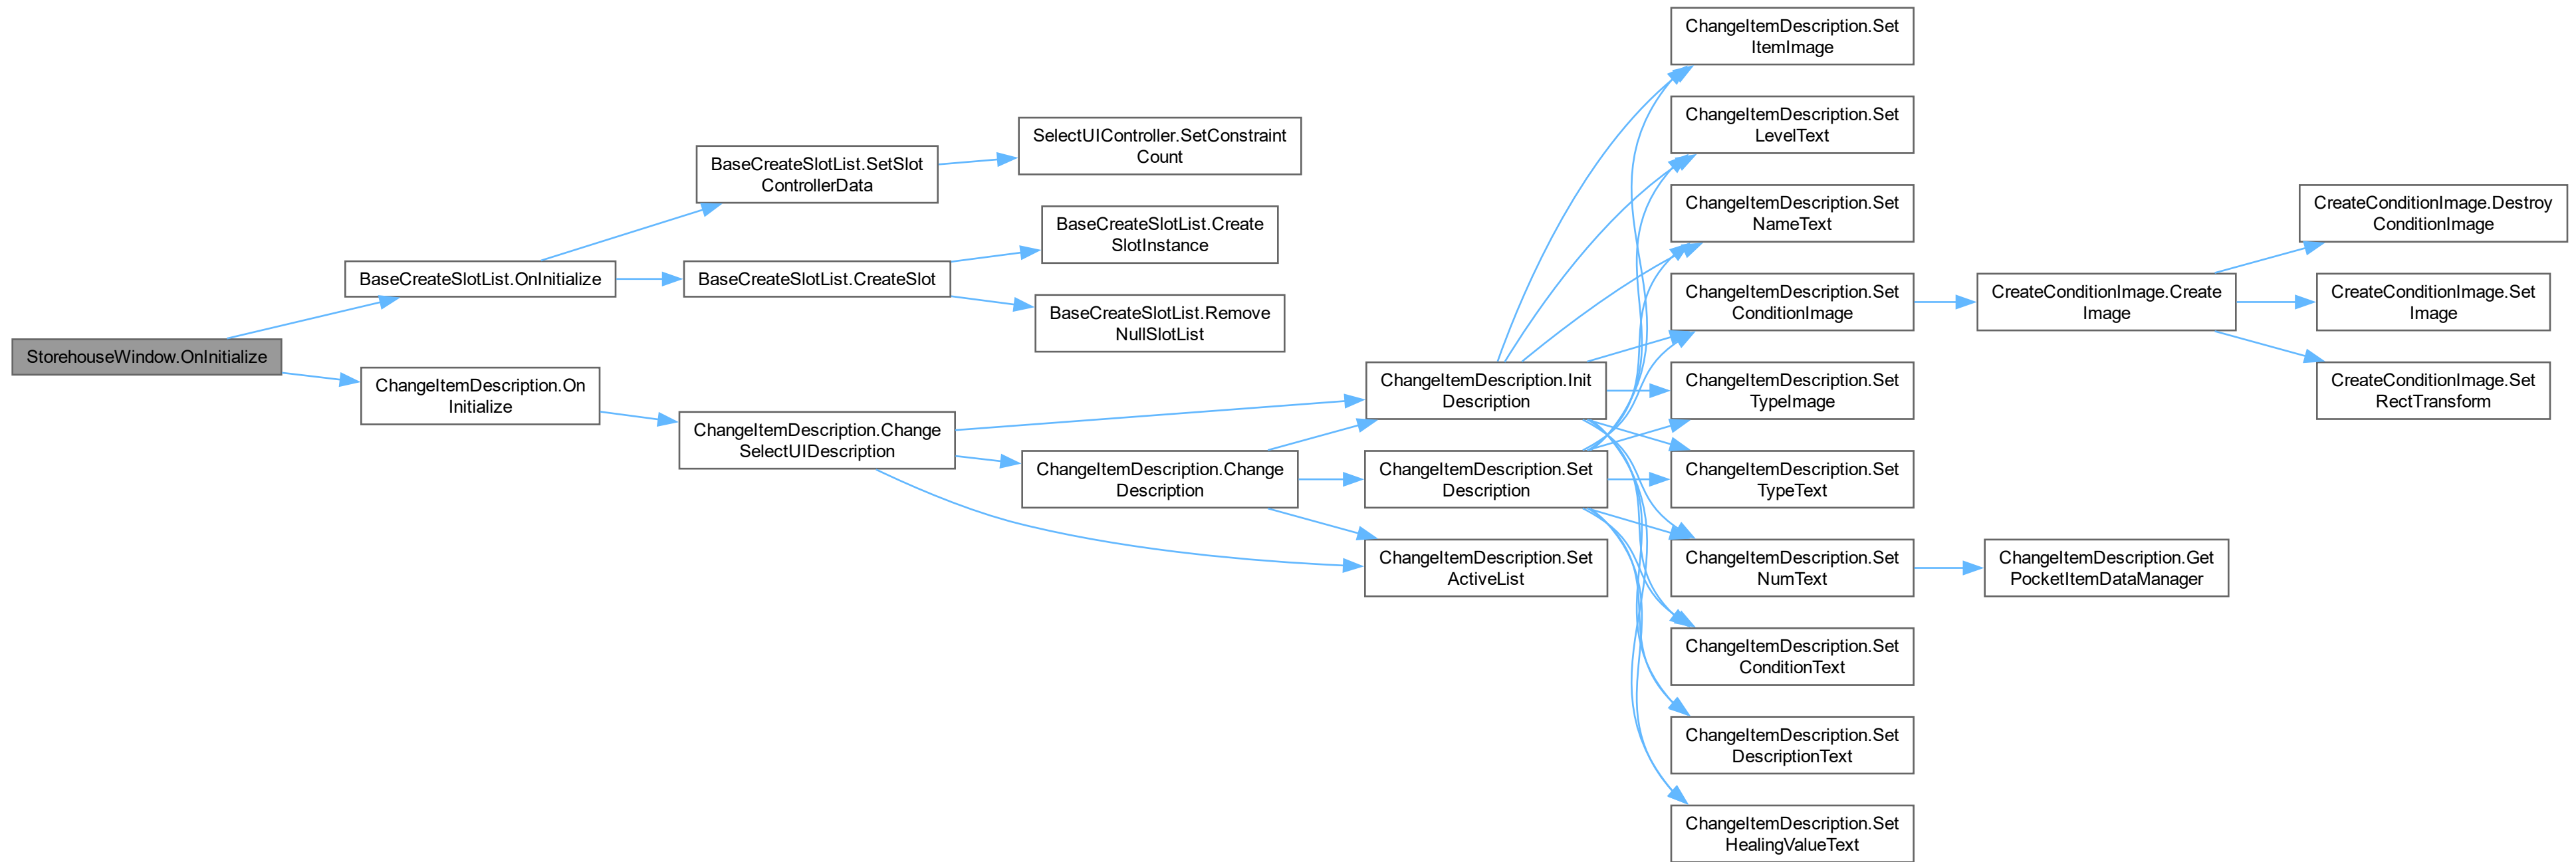 StorehouseWindow.OnInitialize
BaseCreateSlotList.OnInitialize
ChangeItemDescription.On
Initialize
BaseCreateSlotList.SetSlot
ControllerData
BaseCreateSlotList.CreateSlot
ChangeItemDescription.Change
SelectUIDescription
SelectUIController.SetConstraint
Count
BaseCreateSlotList.Create
SlotInstance
BaseCreateSlotList.Remove
NullSlotList
ChangeItemDescription.Change
Description
ChangeItemDescription.Init
Description
ChangeItemDescription.Set
Description
ChangeItemDescription.Set
ActiveList
ChangeItemDescription.Set
ItemImage
ChangeItemDescription.Set
LevelText
ChangeItemDescription.Set
NameText
ChangeItemDescription.Set
ConditionImage
ChangeItemDescription.Set
TypeImage
ChangeItemDescription.Set
TypeText
ChangeItemDescription.Set
NumText
ChangeItemDescription.Set
ConditionText
ChangeItemDescription.Set
DescriptionText
ChangeItemDescription.Set
HealingValueText
CreateConditionImage.Create
Image
ChangeItemDescription.Get
PocketItemDataManager
CreateConditionImage.Destroy
ConditionImage
CreateConditionImage.Set
Image
CreateConditionImage.Set
RectTransform